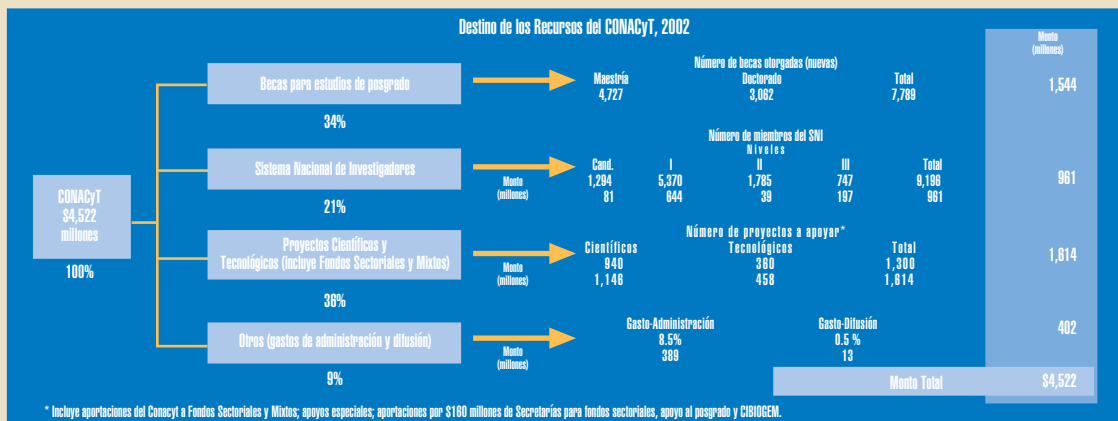 Destino de los Recursos del CONACyT, 2002
Monto
(millones)
CONACyT
$4,522
millones
100%
Becas para estudios de posgrado
34%
Número de becas otorgadas (nuevas)
Maestría Doctorado Total
4,727 3,062 7,789
1,544
Sistema Nacional de Investigadores
21%
Monto
(millones)
Número de miembros del SNI
Niveles
Cand. I II III Total
1,294 5,370 1,785 747 9,196
81 644 39 197 961
961
Proyectos Científicos y
Tecnológicos (incluye Fondos Sectoriales y Mixtos)
36%
Monto
(millones)
Número de proyectos a apoyar*
Científicos Tecnológicos Total
940 360 1,300
1,146 458 1,614
1,614
Otros (gastos de administración y difusión)
9%
Monto
(millones)
Gasto-Administración Gasto-Difusión
8.5% 0.5 %
389 13
402
Monto Total $4,522
* Incluye aportaciones del Conacyt a Fondos Sectoriales y Mixtos; apoyos especiales; aportaciones por $160 millones de Secretarías para fondos sectoriales, apoyo al posgrado y CIBIOGEM.